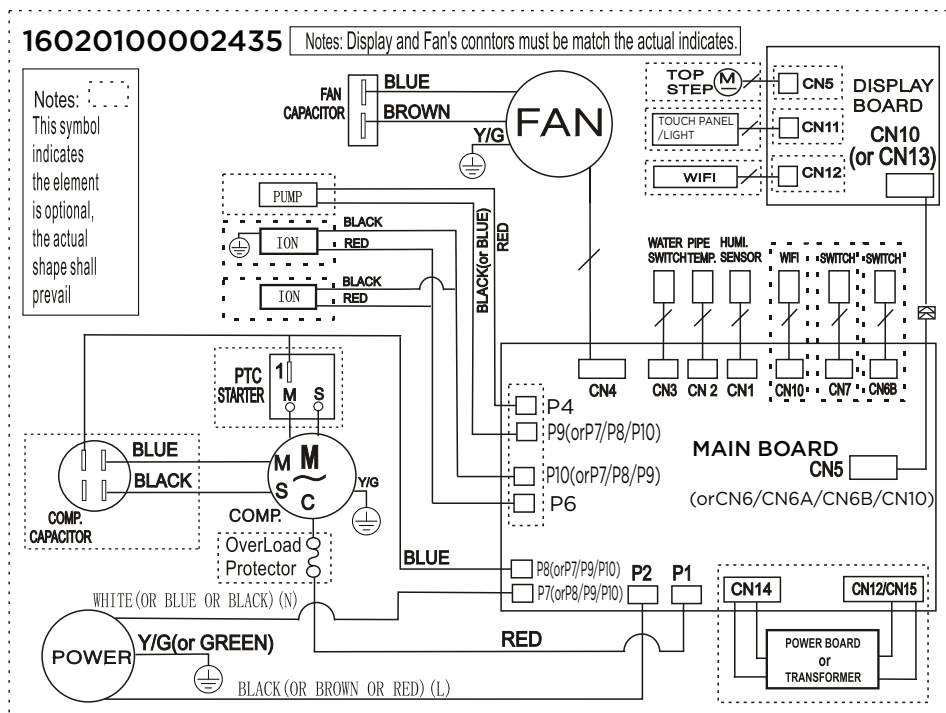 16020100002435
Notes: Display and Fan's conntors must be match the actual indicates.
Notes:
This symbol
indicates
the element
is optional,
the actual
shape shall
prevail
FAN
CAPACITOR
BLUE
BROWN
Y/G
FAN
TOP
STEP
M
CN5
TOUCH PANEL
/LIGHT
CN11
WIFI
CN12
DISPLAY
BOARD
CN10
(or CN13)
PUMP
ION
BLACK
RED
ION
BLACK
RED
BLACK(or BLUE)
RED
WATER
SWITCH
PIPE
TEMP.
HUMI.
SENSOR
WIFI
SWITCH
SWITCH
CN4
CN3
CN 2
CN1
CN10
CN7
CN6B
PTC
STARTER
1
M
S
P4
P9(orP7/P8/P10)
P10(orP7/P8/P9)
P6
MAIN BOARD
CN5
(orCN6/CN6A/CN6B/CN10)
BLUE
BLACK
COMP.
CAPACITOR
M
S
M
~
C
Y/G
COMP.
OverLoad
Protector
BLUE
P8(orP7/P9/P10)
P7(orP8/P9/P10)
P2
P1
CN14
CN12/CN15
POWER BOARD
or
TRANSFORMER
WHITE(OR BLUE OR BLACK)(N)
RED
POWER
Y/G(or GREEN)
BLACK(OR BROWN OR RED)(L)